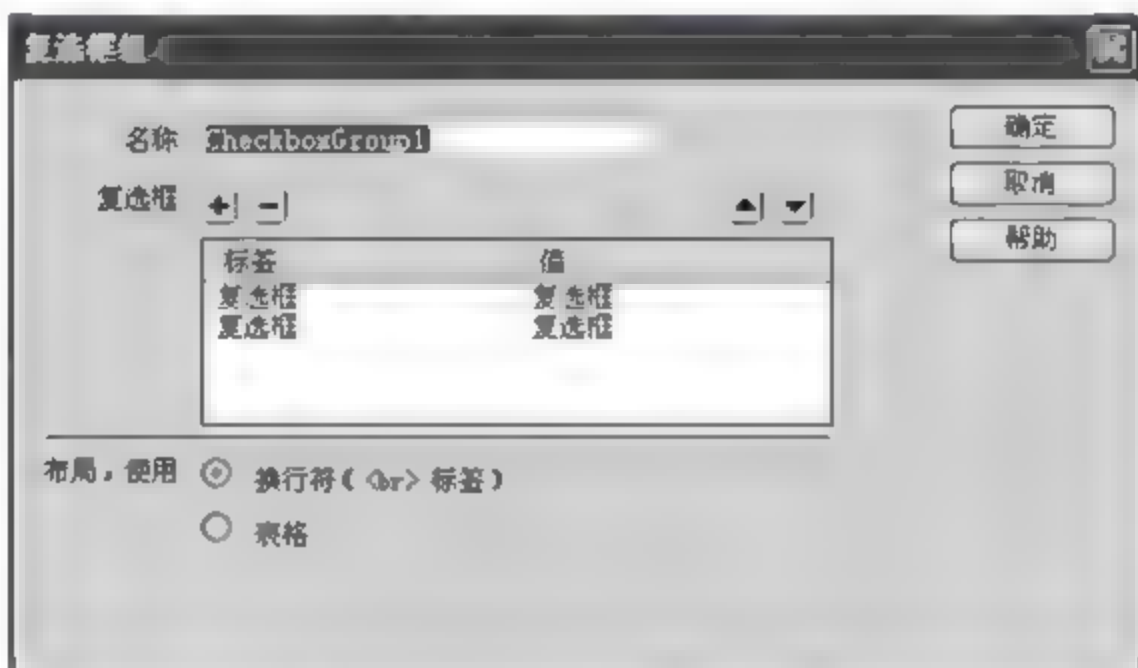 复选框组
名称 CheckboxGroup1
确定
取消
帮助
复选框
标签 值
复选框 复选框
复选框 复选框
布局,使用 换行符(<br>标签)
表格